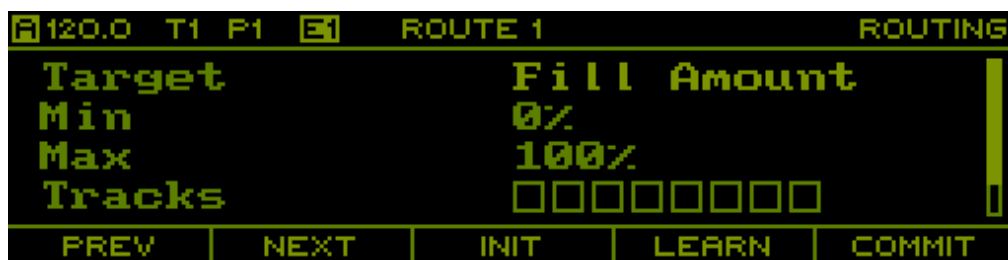 A 120.0 T1 P1 E1 ROUTE 1 ROUTING
Target Fill Amount
Min 0%
Max 100%
Tracks
PREV NEXT INIT LEARN COMMIT